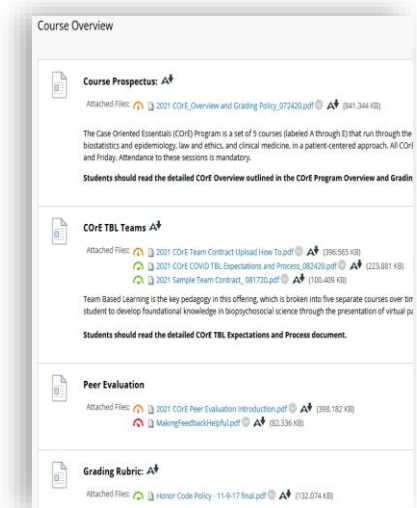 Course Overview
Course Prospectus:
Attached Files: 2021 COrE_Overview and Grading Policy_072420.pdf (841.344 KB)
The Case Oriented Essentials (COrE) Program is a set of 5 courses (labeled A through E) that run through the
biostatistics and epidemiology, law and ethics, and clinical medicine, in a patient-centered approach. All COrE
and Friday. Attendance to these sessions is mandatory.
Students should read the detailed COrE Overview outlined in the COrE Program Overview and Grading
COrE TBL Teams
Attached Files: 2021 COrE Team Contract Upload How To.pdf (396.565 KB)
2021 COrE COVID TBL Expectations and Process_082420.pdf (223.881 KB)
2021 Sample Team Contract_ 081720.pdf (100.409 KB)
Team Based Learning is the key pedagogy in this offering, which is broken into five separate courses over
student to develop foundational knowledge in biopsychosocial science through the presentation of virtual
Students should read the detailed COrE TBL Expectations and Process document.
Peer Evaluation
Attached Files: 2021 COrE Peer Evaluation Introduction.pdf (398.182 KB)
MakingFeedbackHelpful.pdf (82.336 KB)
Grading Rubric:
Attached Files: Honor Code Policy - 11-9-17 final.pdf (132.074 KB)